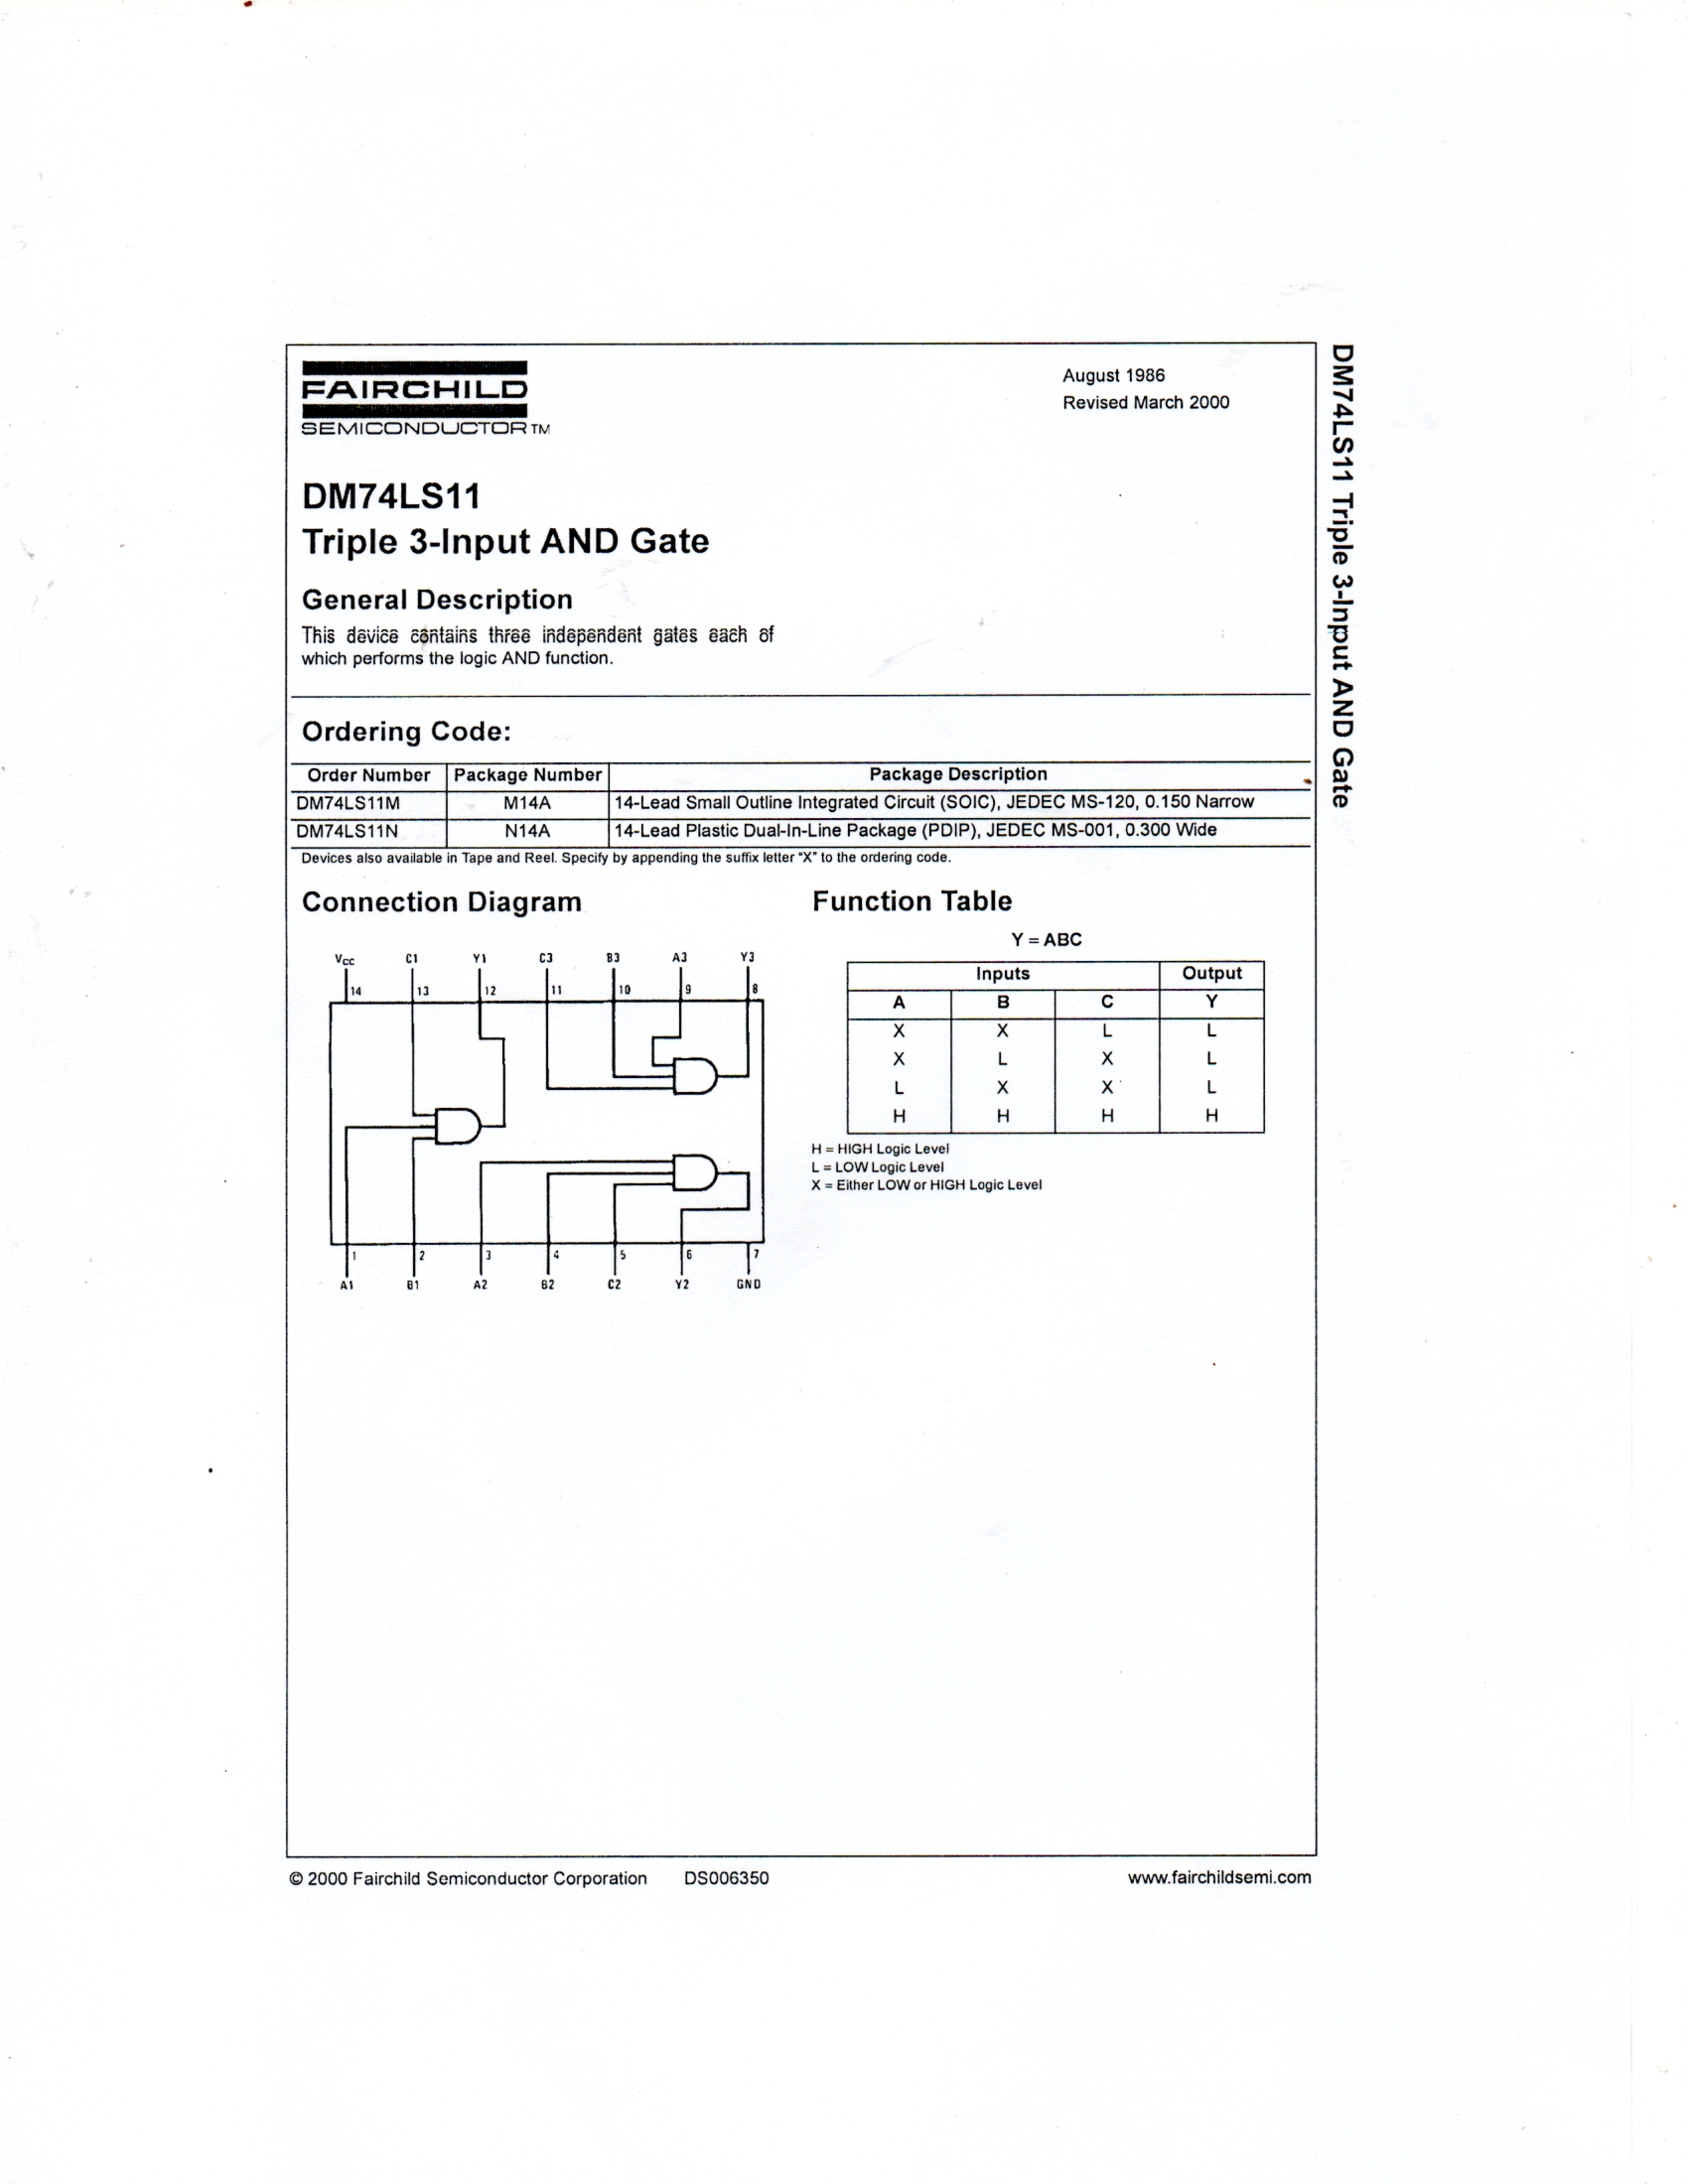 FAIRCHILD
SEMICONDUCTOR TM
August 1986
Revised March 2000
DM74LS11 Triple 3-Input AND Gate
DM74LS11
Triple 3-Input AND Gate
General Description
This device contains three independent gates each of
which performs the logic AND function.
Ordering Code:
Order Number Package Number Package Description
DM74LS11M M14A 14-Lead Small Outline Integrated Circuit (SOIC), JEDEC MS-120, 0.150 Narrow
DM74LS11N N14A 14-Lead Plastic Dual-In-Line Package (PDIP), JEDEC MS-001, 0.300 Wide
Devices also available in Tape and Reel. Specify by appending the suffix letter "X" to the ordering code.
Connection Diagram
VCC C1 Y1 C3 B3 A3 Y3
14 13 12 11 10 9 8
1 2 3 4 5 6 7
A1 B1 A2 B2 C2 Y2 GND
Function Table
Y = ABC
Inputs Output
A B C Y
X X L L
X L X L
L X X L
H H H H
H = HIGH Logic Level
L = LOW Logic Level
X = Either LOW or HIGH Logic Level
© 2000 Fairchild Semiconductor Corporation DS006350 www.fairchildsemi.com